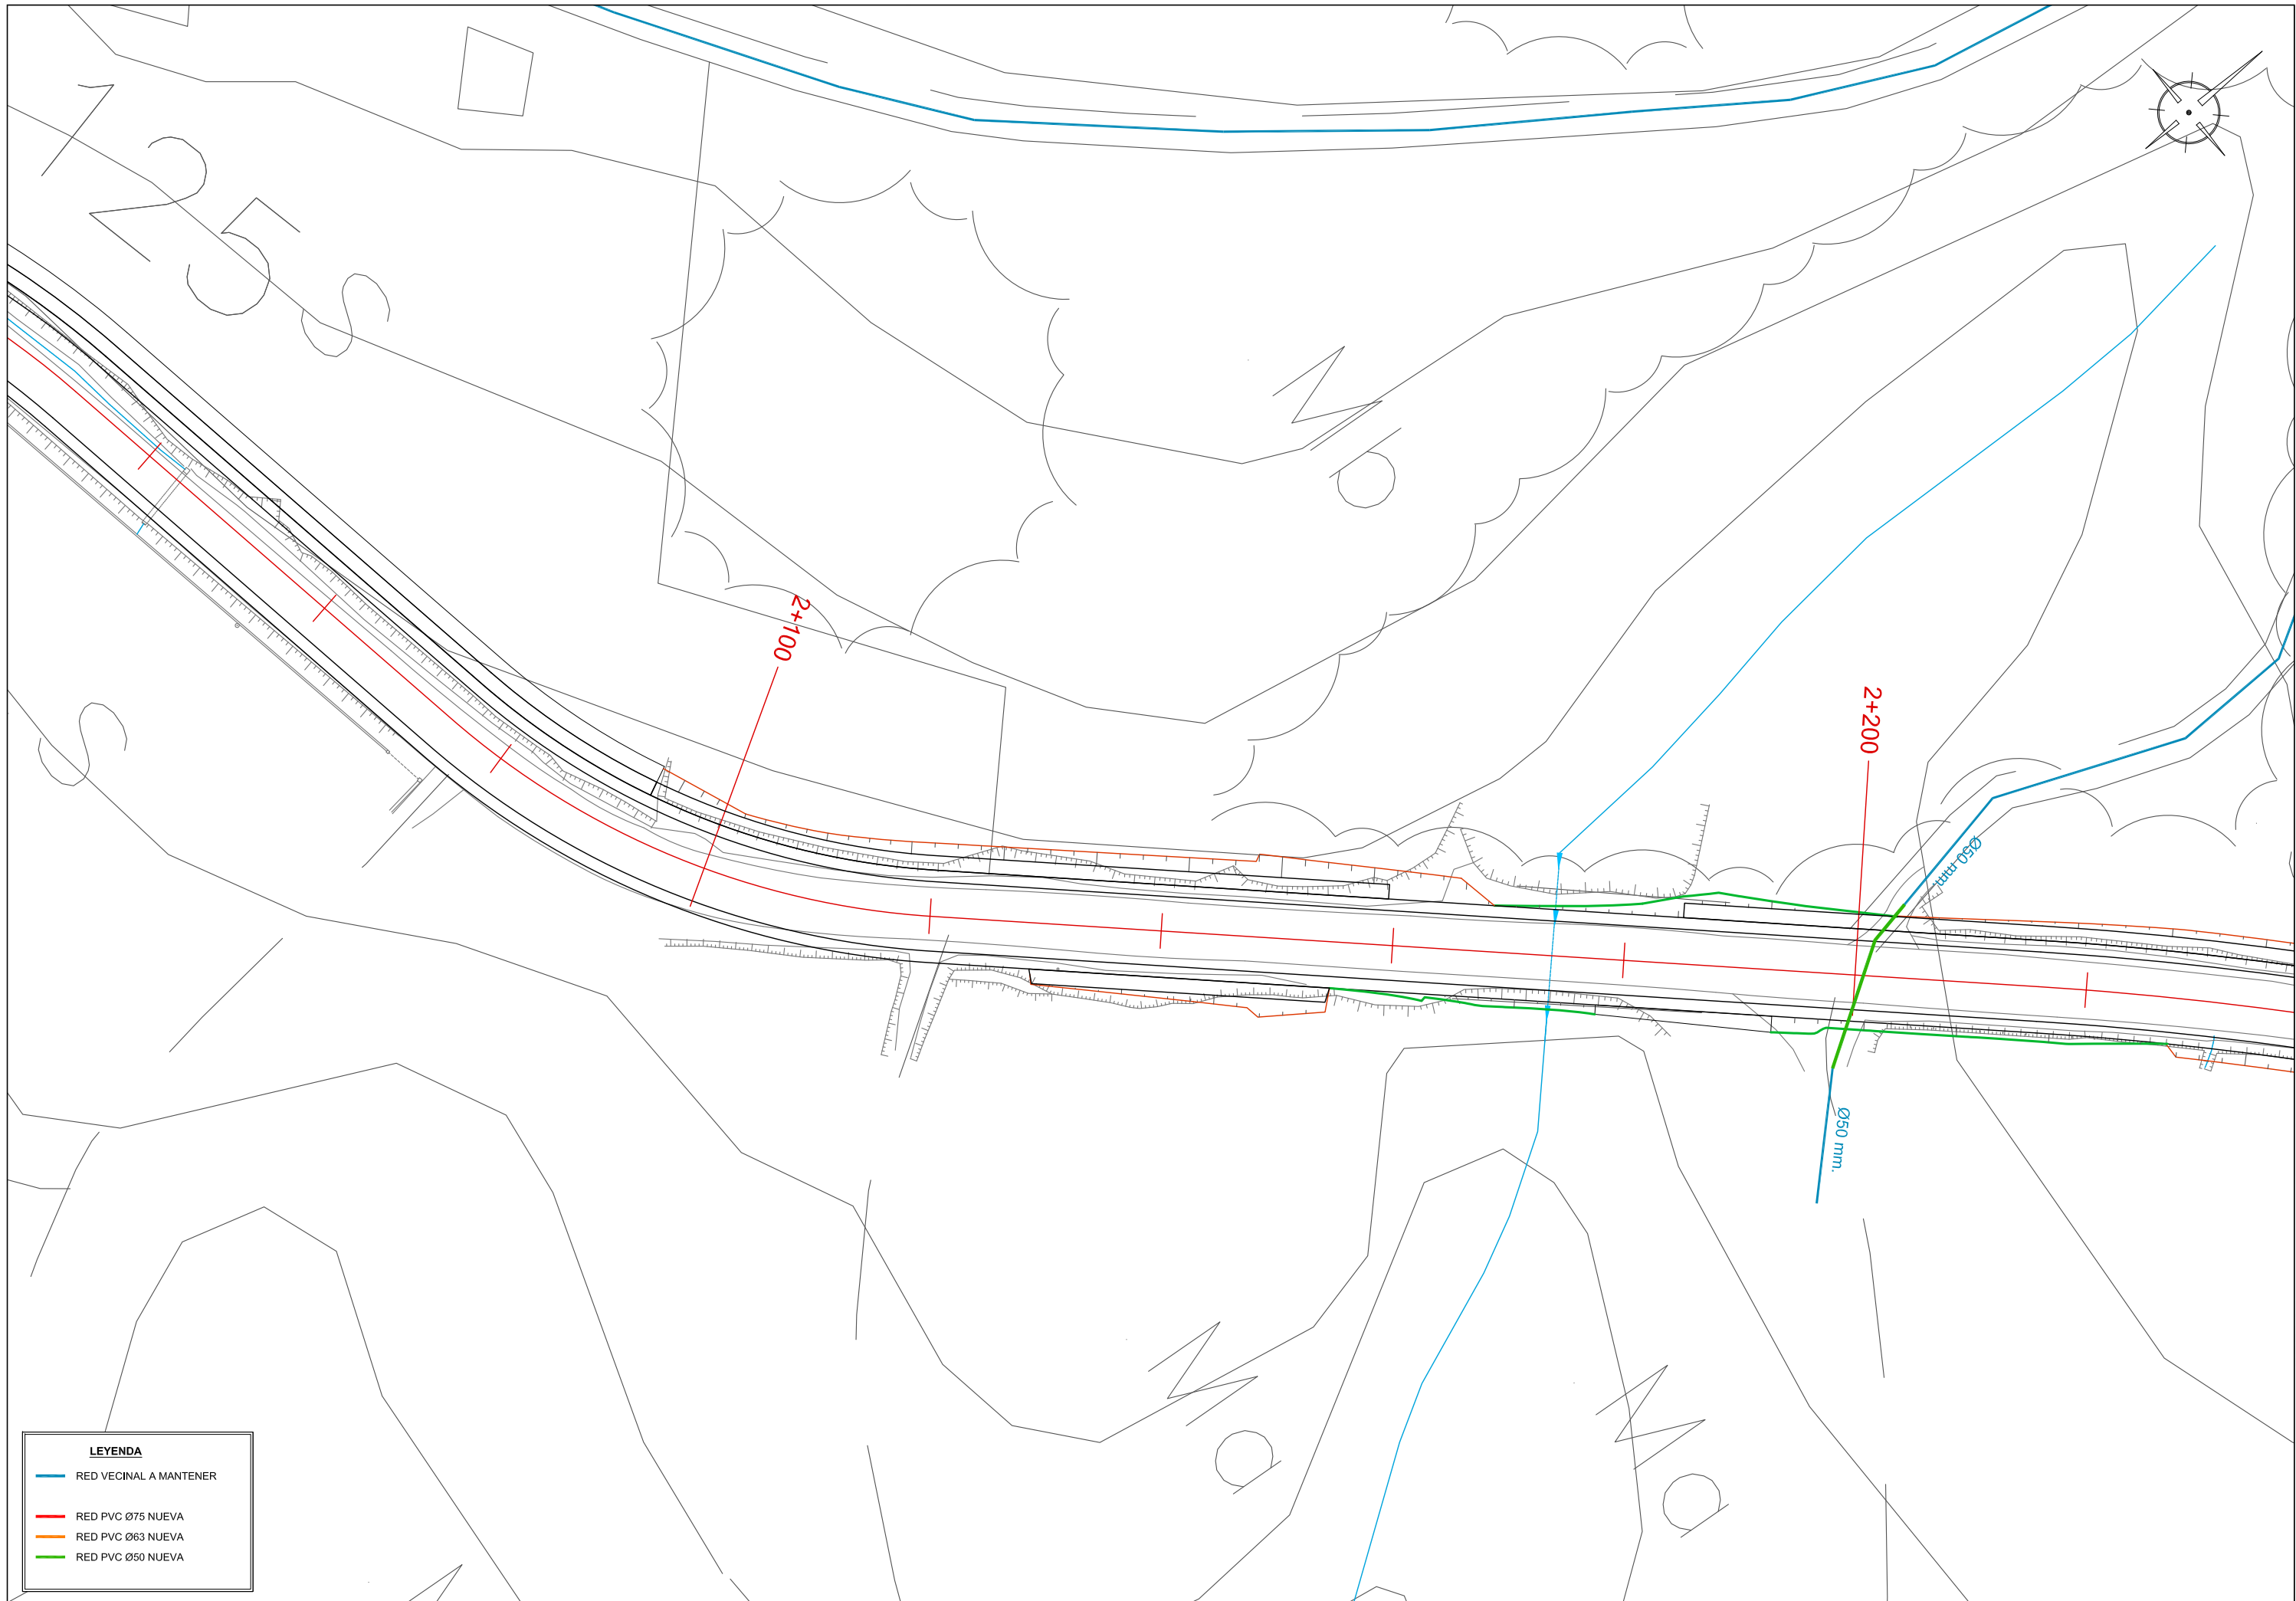 125
S
S
N
O
2+100
2+200
Ø50 mm.
Ø50 mm.
N
O
N
O
LEYENDA
RED VECINAL A MANTENER
RED PVC Ø75 NUEVA
RED PVC Ø63 NUEVA
RED PVC Ø50 NUEVA